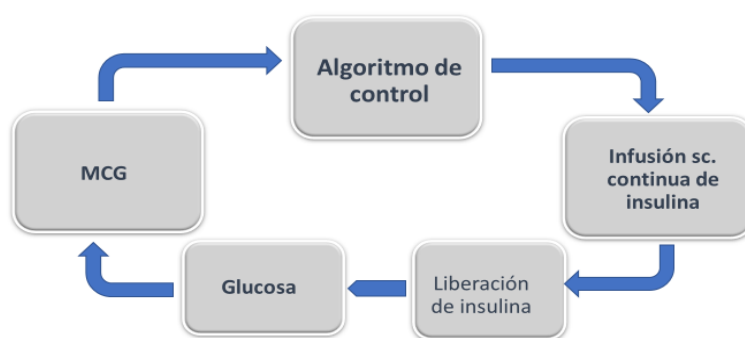 Algoritmo de
control
Infusión sc.
continua de
insulina
Liberación
de insulina
Glucosa
MCG